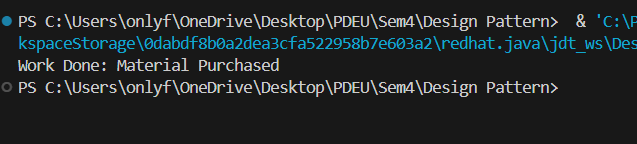 PS C:\Users\onlyf\OneDrive\Desktop\PDEU\Sem4\Design Pattern>  & 'C:\P
kspaceStorage\0dabdf8b0a2dea3cfa522958b7e603a2\redhat.java\jdt_ws\Des
Work Done: Material Purchased
PS C:\Users\onlyf\OneDrive\Desktop\PDEU\Sem4\Design Pattern>